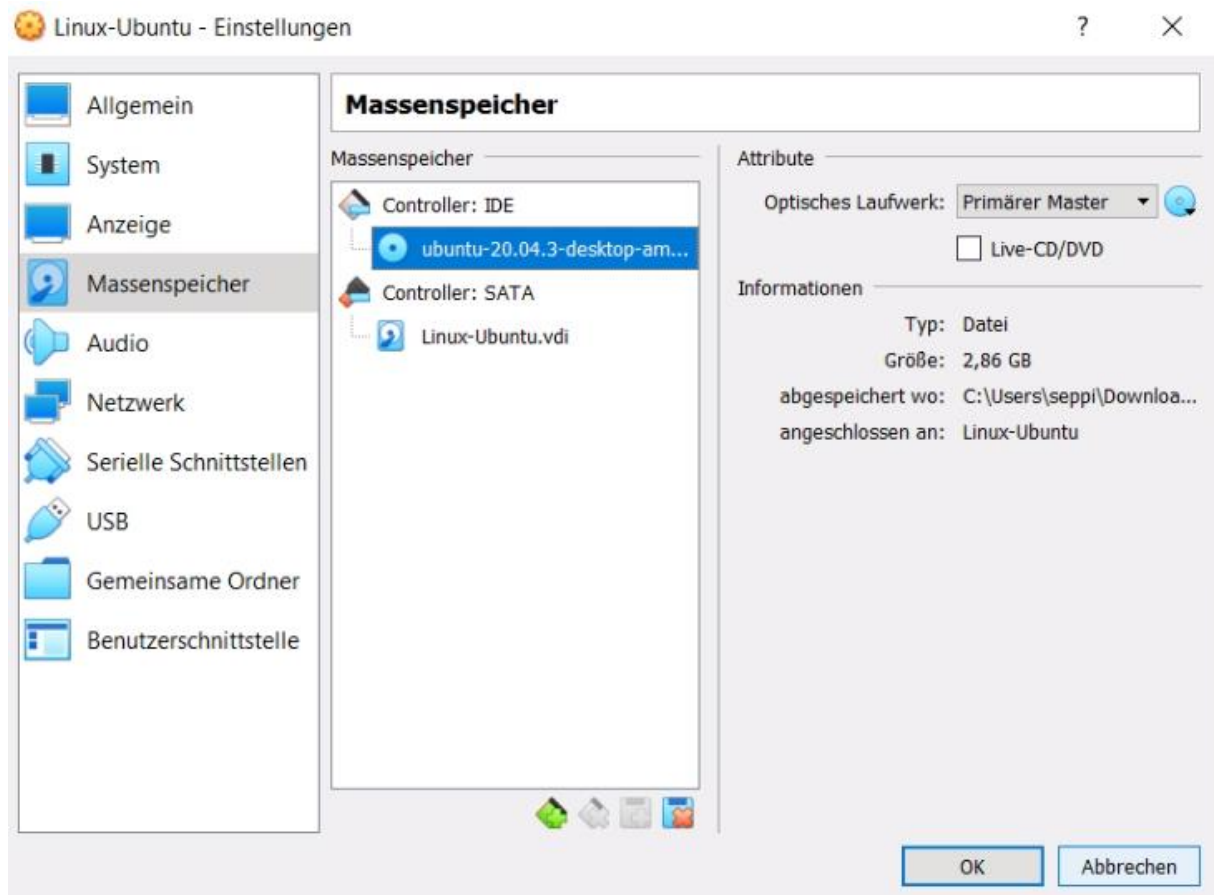 Linux-Ubuntu - Einstellungen ?
Allgemein
System
Anzeige
Massenspeicher
Audio
Netzwerk
Serielle Schnittstellen
USB
Gemeinsame Ordner
Benutzerschnittstelle
Massenspeicher
Massenspeicher
Controller: IDE
ubuntu-20.04.3-desktop-am...
Controller: SATA
Linux-Ubuntu.vdi
Attribute
Optisches Laufwerk: Primärer Master
Live-CD/DVD
Informationen
Typ: Datei
Größe: 2,86 GB
abgespeichert wo: C:\Users\seppi\Downloa...
angeschlossen an: Linux-Ubuntu
OK Abbrechen